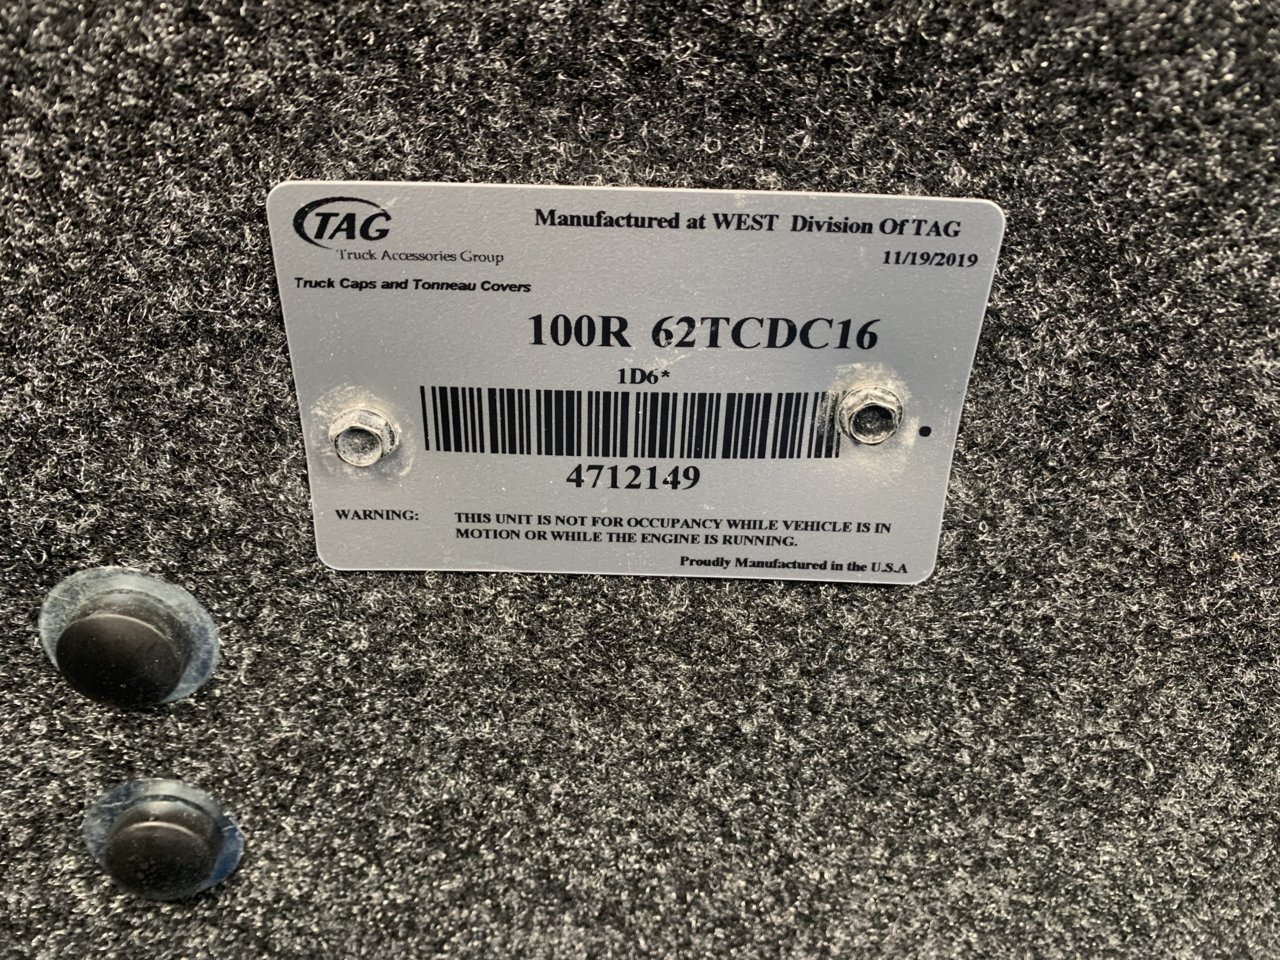 TAG
Truck Accessories Group
Truck Caps and Tonneau Covers
Manufactured at WEST Division Of TAG
11/19/2019
100R 62TCDC16
1D6*
4712149
WARNING: THIS UNIT IS NOT FOR OCCUPANCY WHILE VEHICLE IS IN
MOTION OR WHILE THE ENGINE IS RUNNING.
Proudly Manufactured in the U.S.A